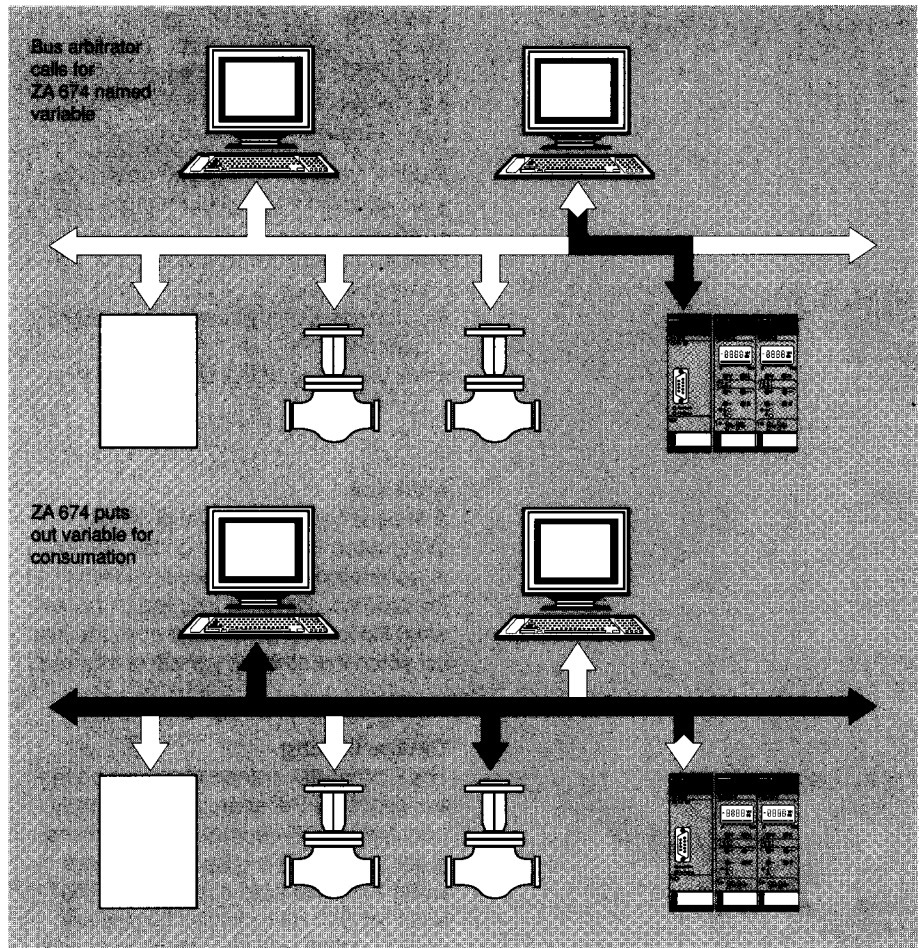 Bus arbitrator
calls for
ZA 674 named
variable
ZA 674 puts
out variable for
consumation